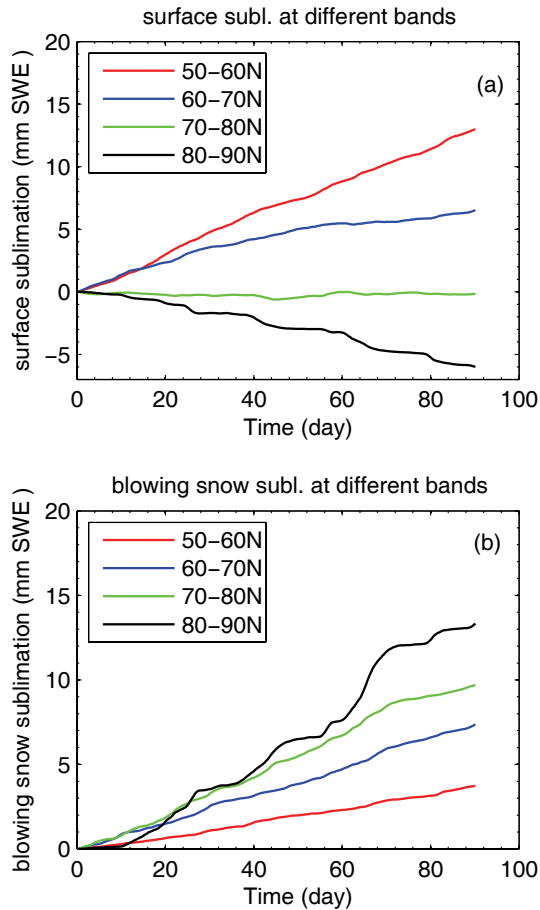 surface subl. at different bands
surface sublimation (mm SWE )
20
15
10
5
0
−5
50−60N
60−70N
70−80N
80−90N
(a)
0 20 40 60 80 100
Time (day)
blowing snow subl. at different bands
blowing snow sublimation (mm SWE )
20
15
10
5
0
50−60N
60−70N
70−80N
80−90N
(b)
0 20 40 60 80 100
Time (day)